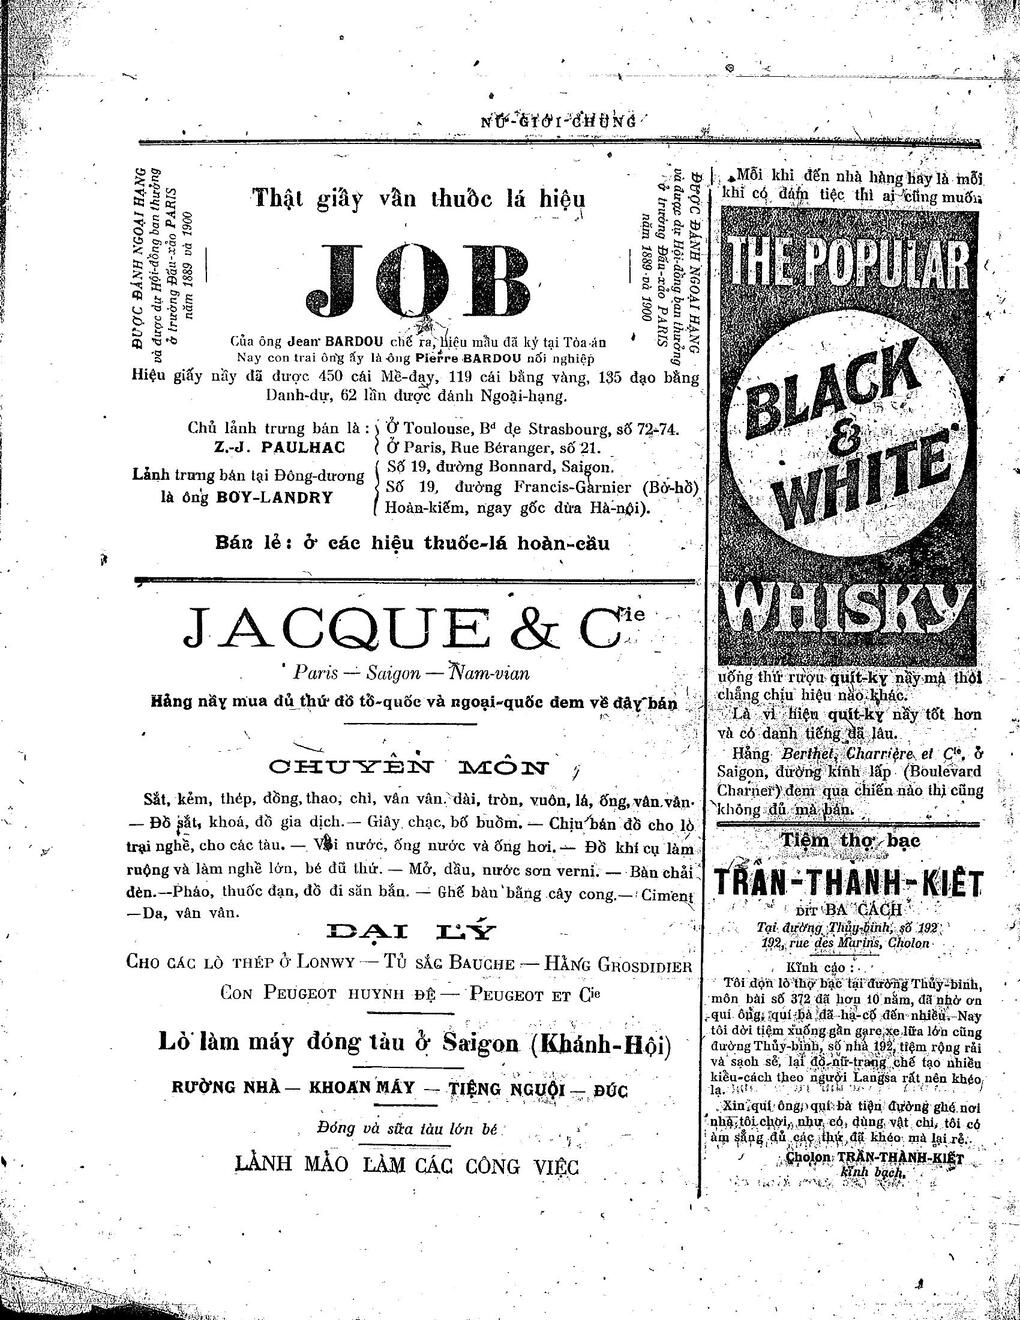 NỮ-GIỚI-CHUNG
ĐƯỢC ĐÁNH NGOẠI HẠNG
và được dự Hội-đồng ban thưởng
ở trường Đấu-xảo PARIS
năm 1889 và 1900
Thật giấy vấn thuốc lá hiệu
JOB
ĐƯỢC ĐÁNH NGOẠI HẠNG
và được dự Hội-đồng ban thưởng
ở trường Đấu-xảo PARIS
năm 1889 và 1900
Của ông Jean BARDOU chế ra, hiệu mầu đã ký tại Tòa-án
Nay con trai ông ấy là ông Pierre BARDOU nối nghiệp
Hiệu giấy nầy đã được 450 cái Mề-đay, 119 cái bằng vàng, 135 đạo bằng
Danh-dự, 62 lần được đánh Ngoại-hạng.
Chủ lảnh trưng bán là :
Z.-J. PAULHAC
Ở Toulouse, Bd de Strasbourg, số 72-74.
Ở Paris, Rue Béranger, số 21.
Lảnh trưng bán tại Đông-dương
là ông BOY-LANDRY
Số 19, đường Bonnard, Saigon.
Số 19, đường Francis-Garnier (Bờ-hồ)
Hoàn-kiếm, ngay gốc dừa Hà-nội).
Bán lẻ : ở các hiệu thuốc-lá hoàn-cầu
JACQUE & Cie
Paris — Saigon — Nam-vian
Hảng nầy mua đủ thứ đồ tổ-quốc và ngoại-quốc đem về đây bán
CHUYÊN MÔN
Sắt, kẻm, thép, đồng, thao, chì, vân vân. dài, tròn, vuôn, lá, ống, vân vân.
— Đồ sắt, khoá, đồ gia dịch. — Giây, chạc, bố buồm. — Chịu bán đồ cho lò
trại nghề, cho các tàu. — Vòi nước, ống nước và ống hơi. — Đồ khí cụ làm
ruộng và làm nghề lớn, bé đủ thứ. — Mở, dầu, nước sơn verni. — Bàn chải
đèn.—Pháo, thuốc đạn, đồ đi săn bắn. — Ghế bàn bằng cây cong.— Ciment
—Da, vân vân.
ĐẠI LÝ
CHO CÁC LÒ THÉP Ở LONWY — TỦ SẮC BAUCHE — HẢNG GROSDIDIER
CON PEUGEOT HUYNH ĐỆ — PEUGEOT ET Cie
Lò làm máy đóng tàu ở Saigon (Khánh-Hội)
RƯỜNG NHÀ — KHOAN MÁY — TIỆNG NGUỘI — ĐÚC
Đóng và sữa tàu lớn bé
LẢNH MẢO LÀM CÁC CÔNG VIỆC
Mỗi khi đến nhà hàng hay là mỗi
khi có đám tiệc thì ai cũng muốn
THE POPULAR
BLACK
&
WHITE
WHISKY
uống thứ rượu quít-ky nầy mà thôi
chẳng chịu hiệu nào khác.
Là vì hiện quít-ky nầy tốt hơn
và có danh tiếng đã lâu.
Hảng Berthet, Charrière et Cie, ở
Saigon, đường kinh lấp (Boulevard
Charner) đem qua chiến nào thị cũng
không đủ mà bán.
Tiệm thợ bạc
TRẦN-THÀNH-KIẾT
DIT BA CÁCH
Tại đường Thủy-binh, số 192
192, rue des Marins, Cholon
Kỉnh cáo :
Tôi dọn lò thợ bạc tại đường Thủy-binh,
môn bài số 372 đã hơn 10 năm, đã nhờ ơn
quí ông, quí bà đã hạ-cố đến nhiều. Nay
tôi dời tiệm xuống gần gare xe lữa lớn cũng
đường Thủy-binh, số nhà 192, tiệm rộng rải
và sạch sẽ, lại đồ nữ-trang chế tạo nhiều
kiều-cách theo người Langsa rất nên khéo
lạ.
Xin quí ông, quí bà tiện đường ghé nơi
nhà tôi chơi, như có dùng vật chi, tôi có
àm sẳng đủ các thứ đã khéo mà lại rẻ.
Cholon TRẦN-THÀNH-KIẾT
kỉnh bạch.